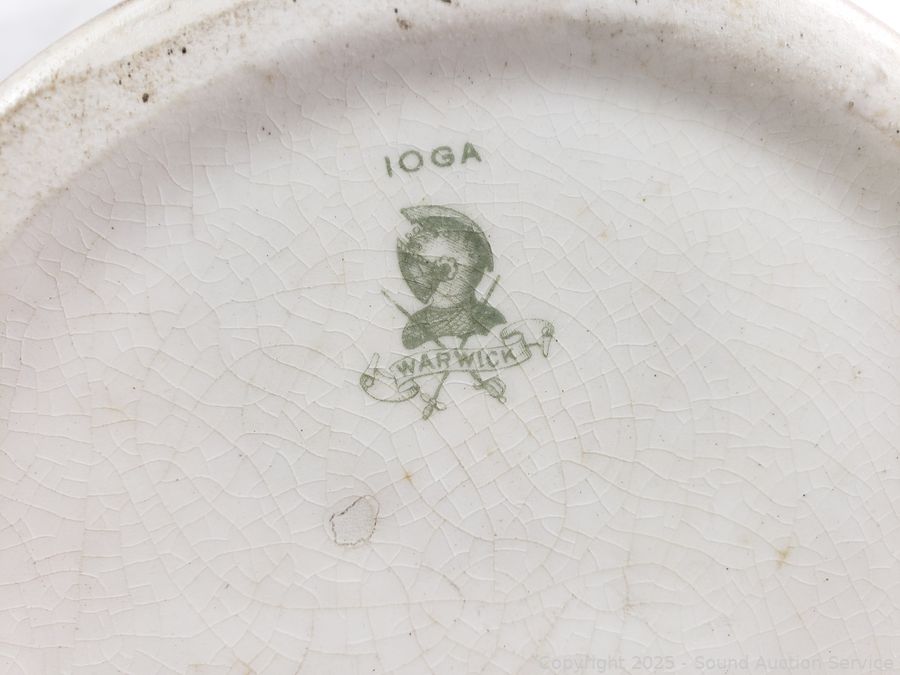 IOGA
WARWICK
Copyright 2025 - Sound Auction Service